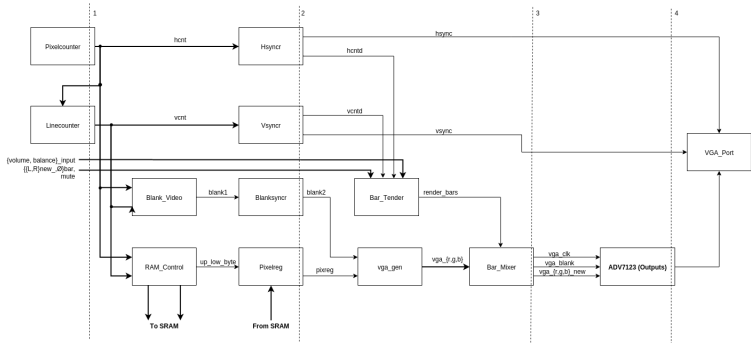 1
2
3
4
Pixelcounter
hcnt
Hsyncr
hsync
hcntd
Linecounter
vcnt
Vsyncr
vcntd
vsync
VGA_Port
{volume, balance}_input
{{L,R}new_,Ø}bar,
mute
Blank_Video
blank1
Blanksyncr
blank2
Bar_Tender
render_bars
RAM_Control
up_low_byte
Pixelreg
pixreg
vga_gen
vga_{r,g,b}
Bar_Mixer
vga_clk
vga_blank
vga_{r,g,b}_new
ADV7123 (Outputs)
To SRAM
From SRAM